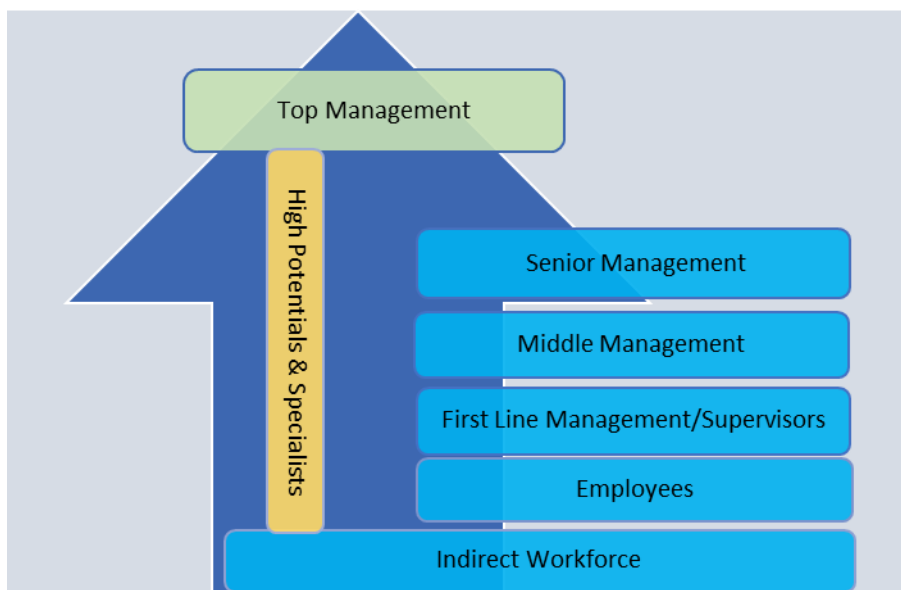 Top Management
High Potentials & Specialists
Senior Management
Middle Management
First Line Management/Supervisors
Employees
Indirect Workforce